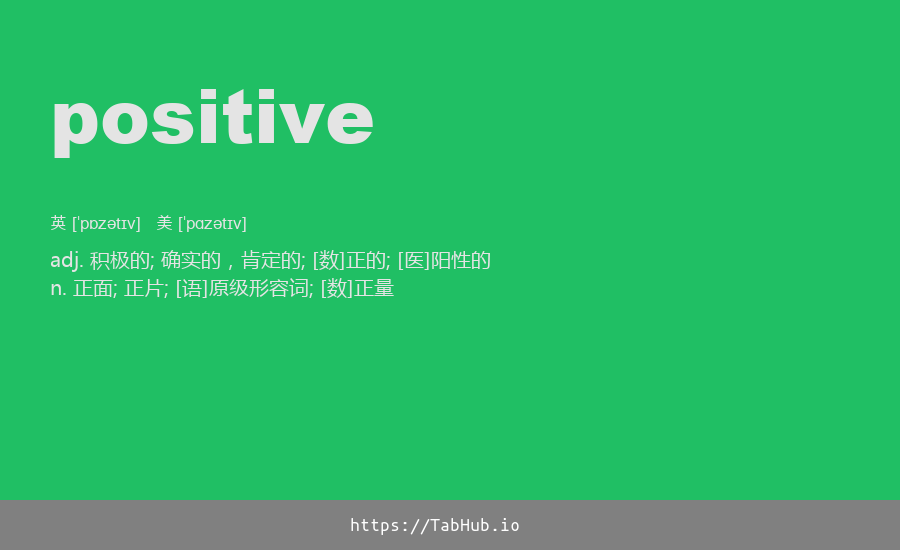 positive
英 [ˈpɒzətɪv] 美 [ˈpɑzətɪv]
adj. 积极的; 确实的，肯定的; [数]正的; [医]阳性的
n. 正面; 正片; [语]原级形容词; [数]正量
https://TabHub.io